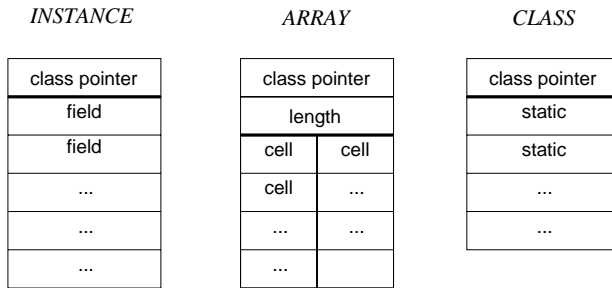 INSTANCE
class pointer
field
field
...
...
...
ARRAY
class pointer
length
cell cell
cell ...
... ...
...
CLASS
class pointer
static
static
...
...